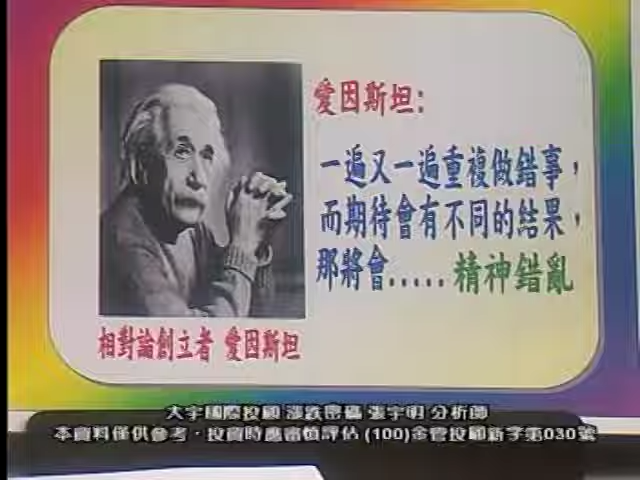 愛因斯坦:
一遍又一遍重複做錯事，
而期待會有不同的結果，
那將會.....精神錯亂
相對論創立者 愛因斯坦
大宇國際投顧 漲跌密碼 張宇明 分析師
本資料僅供參考，投資時應審慎評估 (100)金管投顧新字第030號